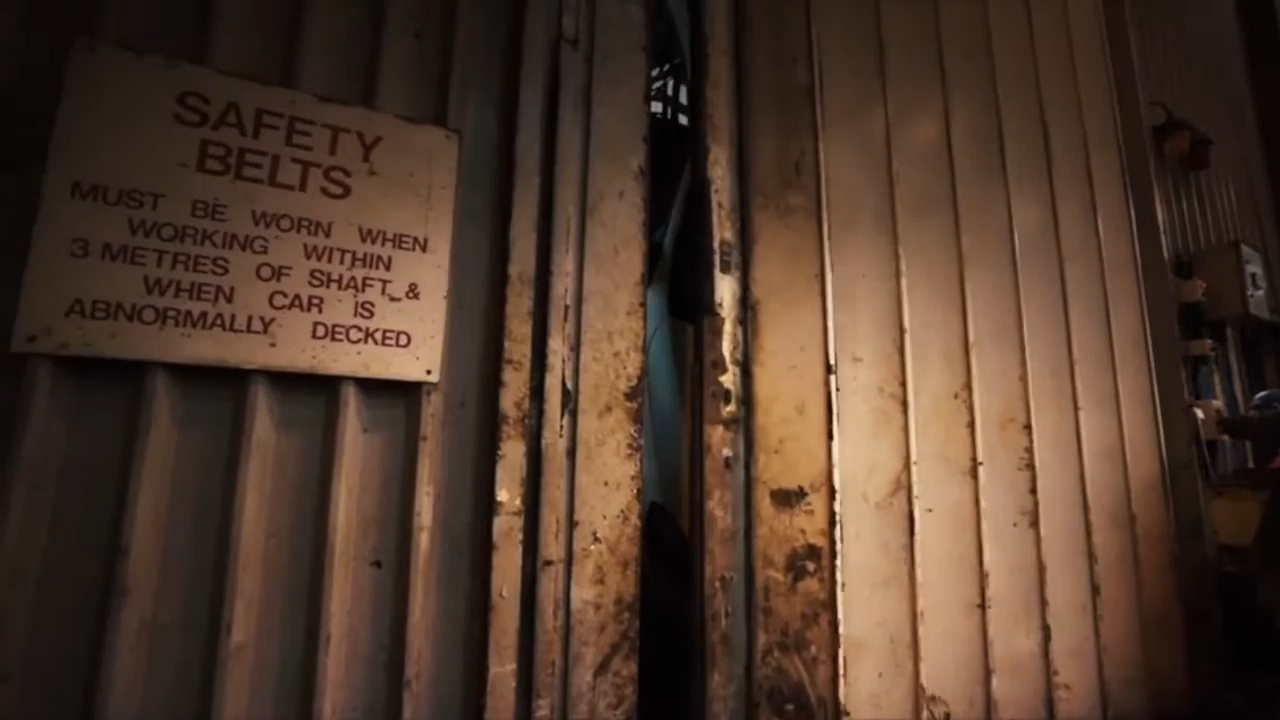 SAFETY
BELTS
MUST BE WORN WHEN
WORKING WITHIN
3 METRES OF SHAFT &
WHEN CAR IS
ABNORMALLY DECKED